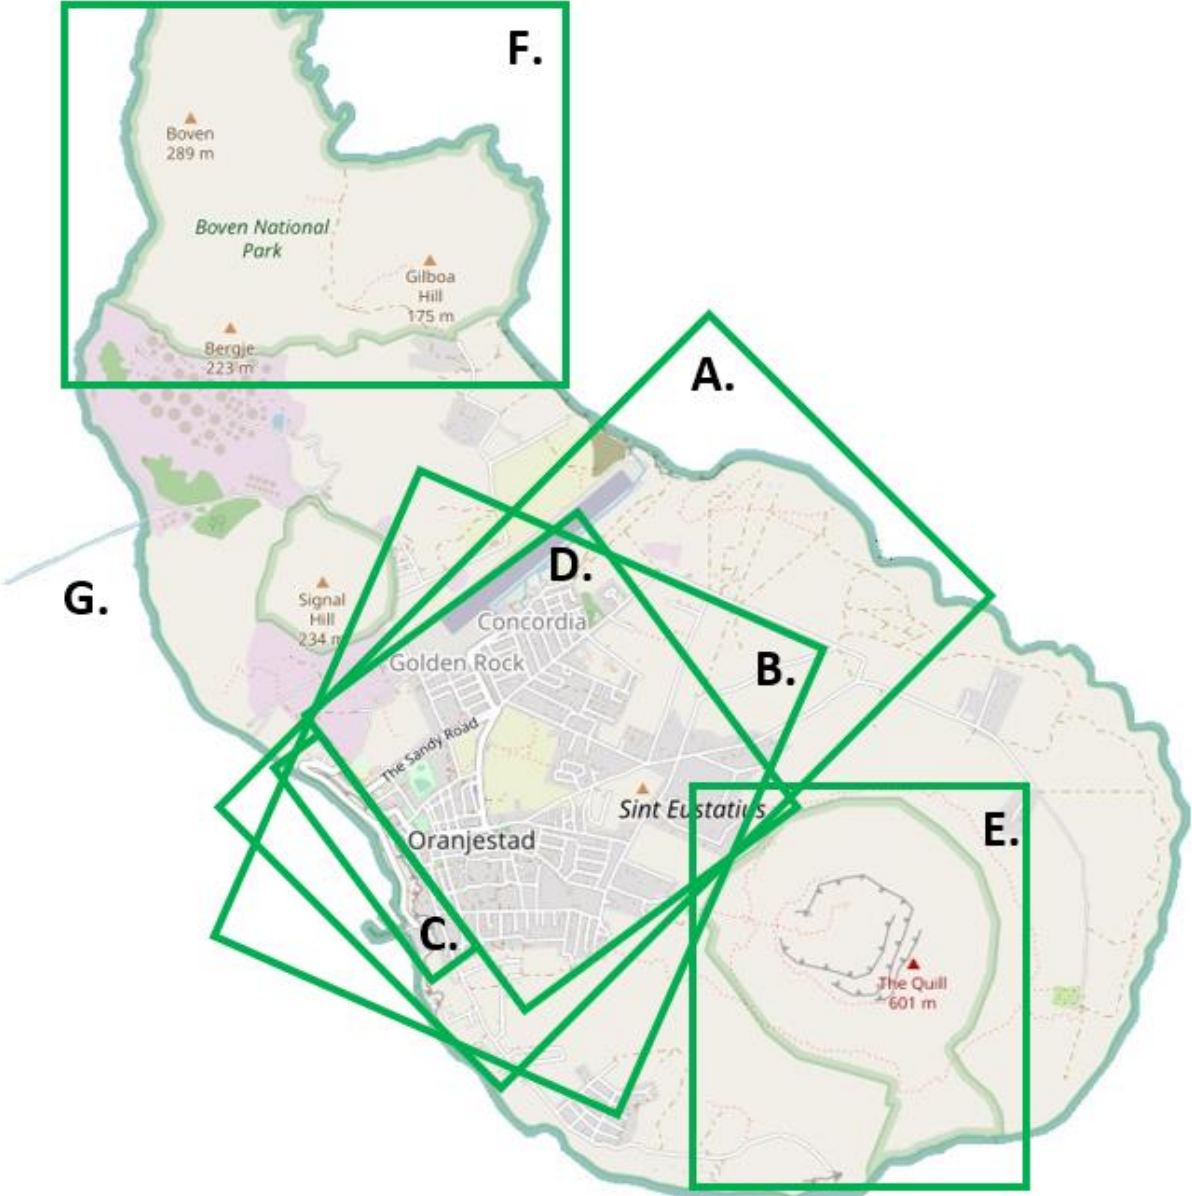 F.
Boven
289 m
Boven National
Park
Gilboa
Hill
175 m
Bergje
223 m
A.
D.
G.
Signal
Hill
234 m
Concordia
Golden Rock
B.
The Sandy Road
Sint Eustatius
E.
Oranjestad
C.
The Quill
601 m